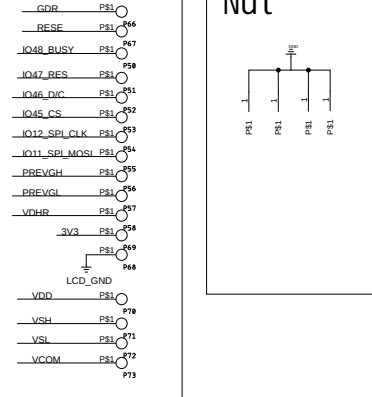 GDR P$1
P66
RESE P$1
P67
IO48_BUSY P$1
P50
IO47_RES P$1
P51
IO46_D/C P$1
P52
IO45_CS P$1
P53
IO12_SPI_CLK P$1
P54
IO11_SPI_MOSI P$1
P55
PREVGH P$1
P56
PREVGL P$1
P57
VDHR P$1
P58
3V3 P$1
P69
P$1
P68
LCD_GND
VDD P$1
P70
VSH P$1
P71
VSL P$1
P72
VCOM P$1
P73
Nut
1 1 1 1
P$1 P$1 P$1 P$1